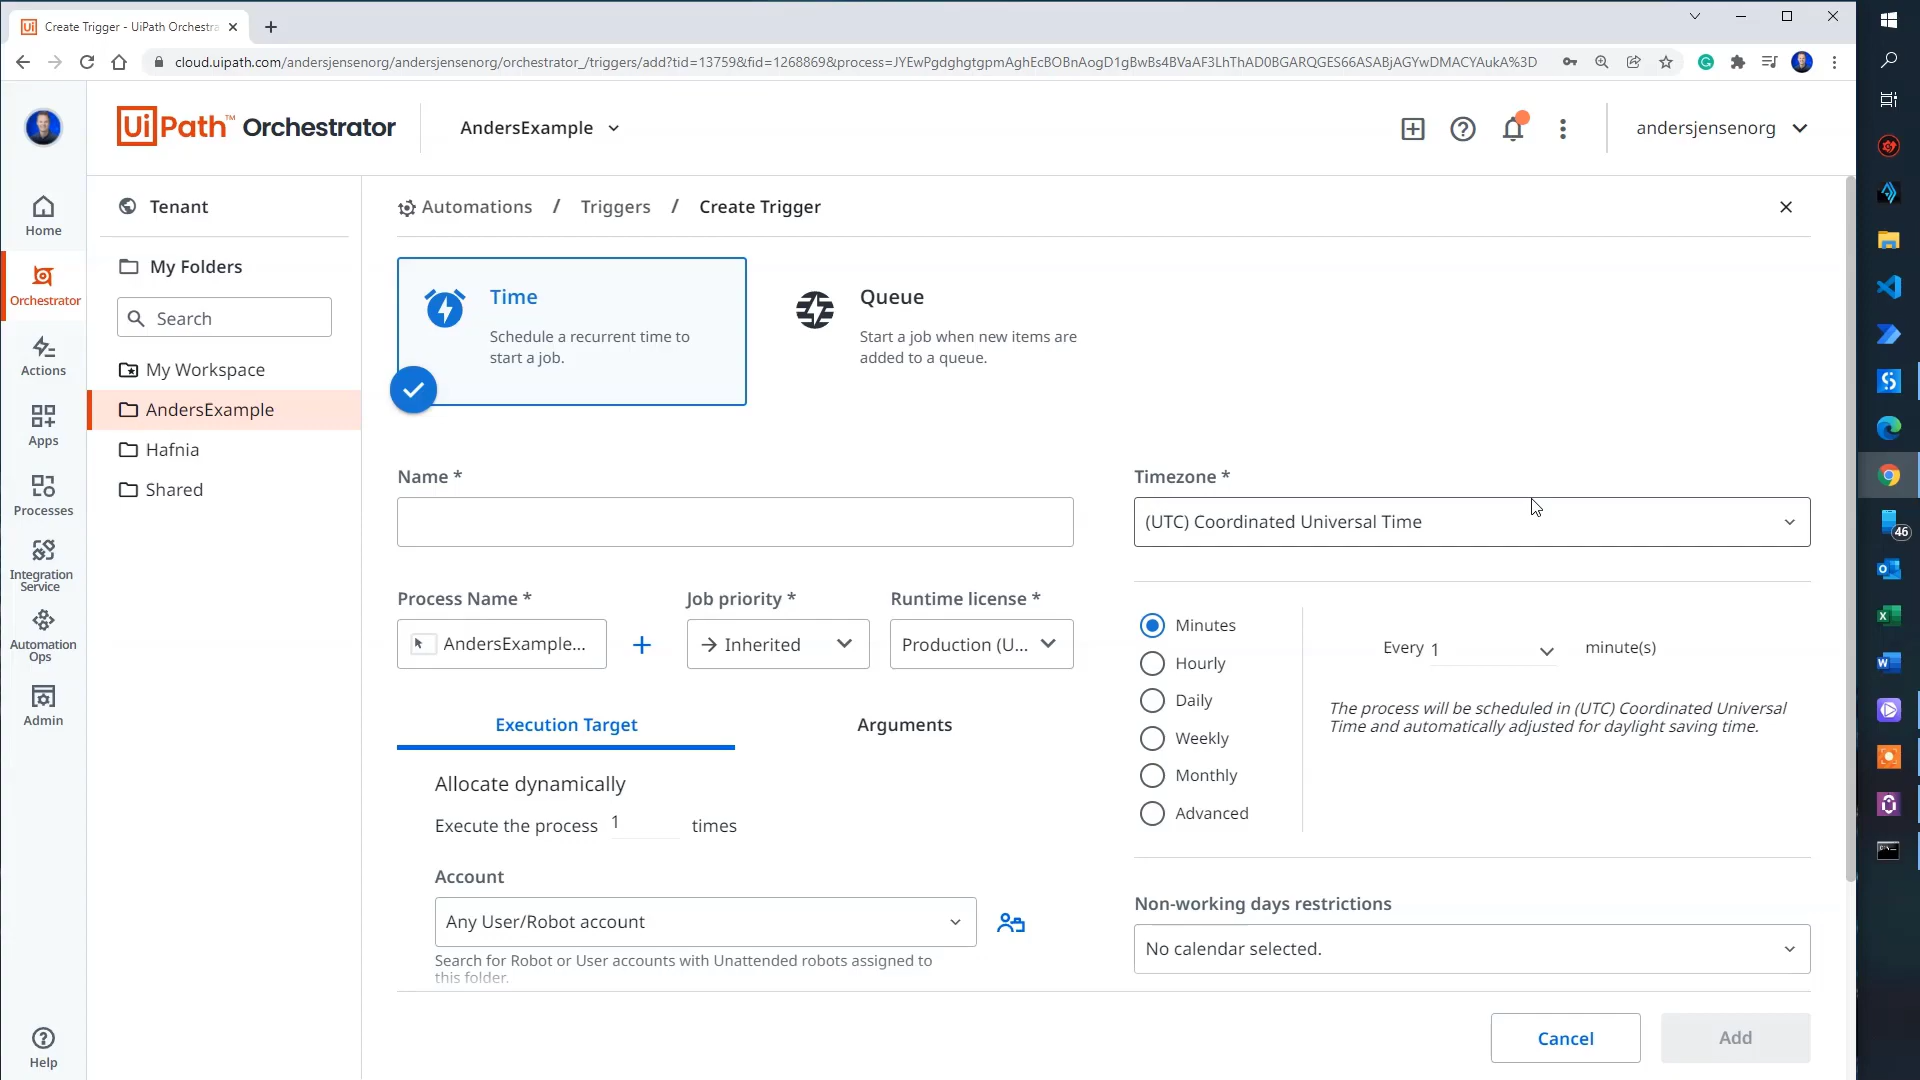 Create Trigger - UiPath Orchestra
cloud.uipath.com/andersjensenorg/andersjensenorg/orchestrator_/triggers/add?tid=13759&fid=1268869&process=JYEwPgdghgtgpmAghEcBOBnAogD1gBwBs4BVaAF3LhThAD0BGARQGES66ASABjAGYwDMACYAukA%3D
UiPath™ Orchestrator
AndersExample
andersjensenorg
Home
Orchestrator
Actions
Apps
Processes
Integration
Service
Automation
Ops
Admin
Help
Tenant
My Folders
Search
My Workspace
AndersExample
Hafnia
Shared
Automations / Triggers / Create Trigger
Time
Schedule a recurrent time to
start a job.
Queue
Start a job when new items are
added to a queue.
Name *
Timezone *
(UTC) Coordinated Universal Time
Process Name *
Job priority *
Runtime license *
AndersExample...
Inherited
Production (U...
Minutes
Hourly
Daily
Weekly
Monthly
Advanced
Every 1 minute(s)
The process will be scheduled in (UTC) Coordinated Universal
Time and automatically adjusted for daylight saving time.
Execution Target
Arguments
Allocate dynamically
Execute the process 1 times
Account
Any User/Robot account
Search for Robot or User accounts with Unattended robots assigned to
this folder.
Non-working days restrictions
No calendar selected.
Cancel
Add
46